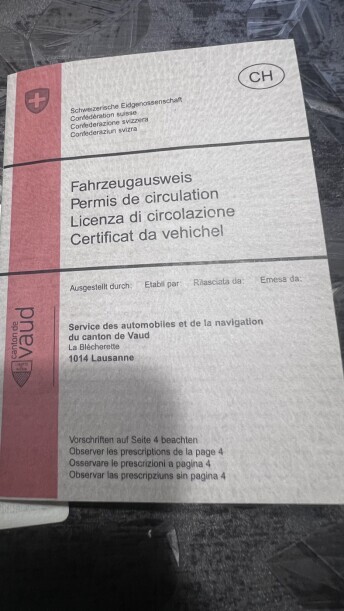 CH
Schweizerische Eidgenossenschaft
Confédération suisse
Confederazione svizzera
Confederaziun svizra
Fahrzeugausweis
Permis de circulation
Licenza di circolazione
Certificat da vehichel
Ausgestellt durch: Etabli par: Rilasciata da: Emess da:
Service des automobiles et de la navigation
du canton de Vaud
La Blécherette
1014 Lausanne
canton de
vaud
Vorschriften auf Seite 4 beachten
Observer les prescriptions de la page 4
Osservare le prescrizioni a pagina 4
Observar las prescripziuns sin pagina 4